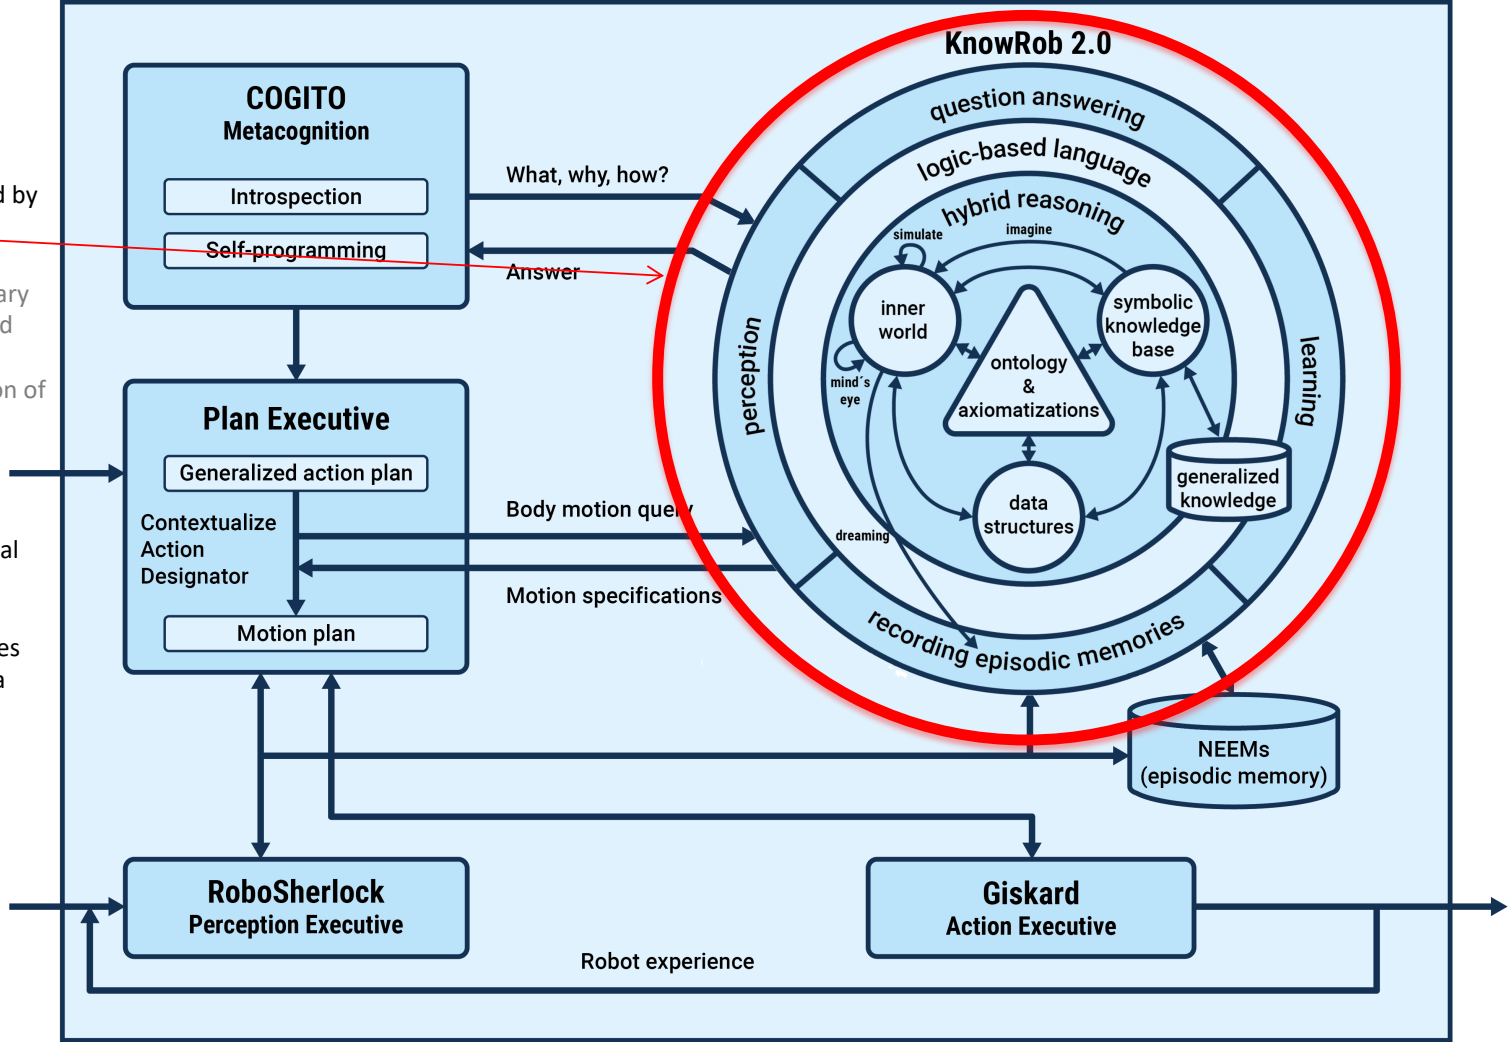 KnowRob 2.0
COGITO
Metacognition
Introspection
Self-programming
What, why, how?
Answer
question answering
logic-based language
hybrid reasoning
simulate
imagine
inner
world
symbolic
knowledge
base
mind´s
eye
ontology
&
axiomatizations
perception
learning
generalized
knowledge
data
structures
dreaming
recording episodic memories
d by
ary
d
on of
al
es
a
Plan Executive
Generalized action plan
Contextualize
Action
Designator
Motion plan
Body motion query
Motion specifications
NEEMs
(episodic memory)
RoboSherlock
Perception Executive
Giskard
Action Executive
Robot experience